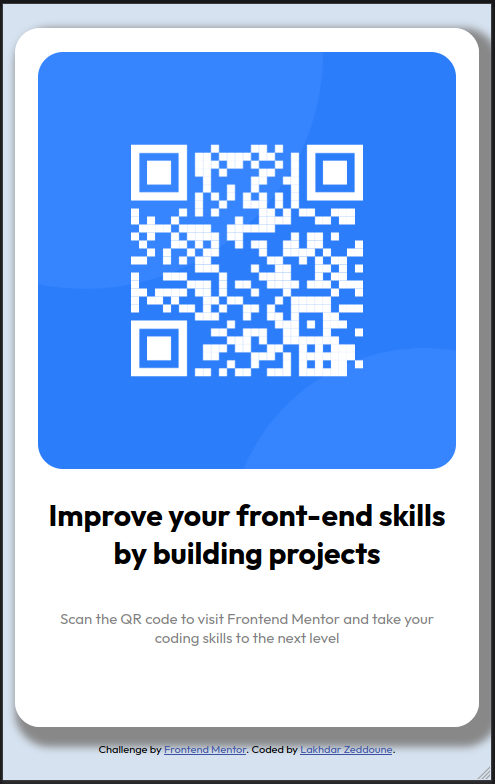 Improve your front-end skills
by building projects
Scan the QR code to visit Frontend Mentor and take your
coding skills to the next level
Challenge by Frontend Mentor. Coded by Lakhdar Zeddoune.